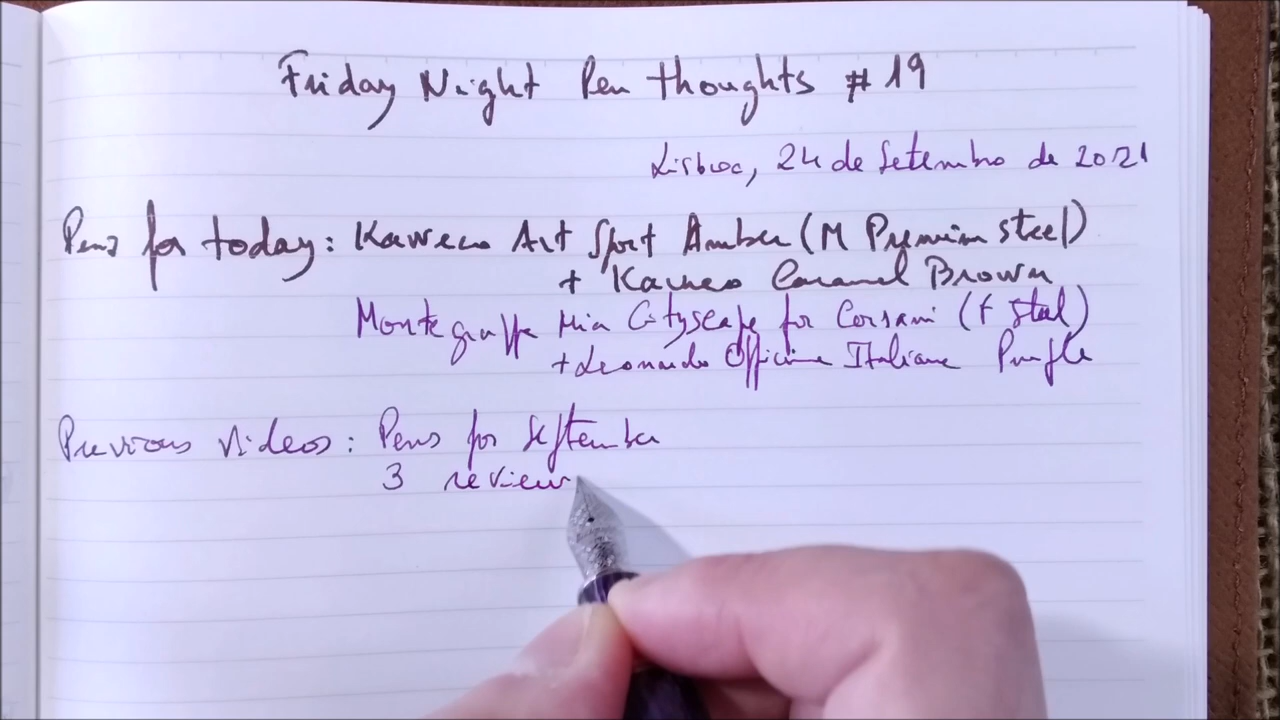 Friday Night Pen thoughts #19
Lisboa, 24 de Setembro de 2021
Pens for today: Kaweco Art Sport Amber (M Premium steel)
+ Kaweco Caramel Brown
Montegrappa Mia Cityscape for Corsani (f steel)
+ Leonardo Officina Italiana Purple
Previous videos: Pens for September
3 review